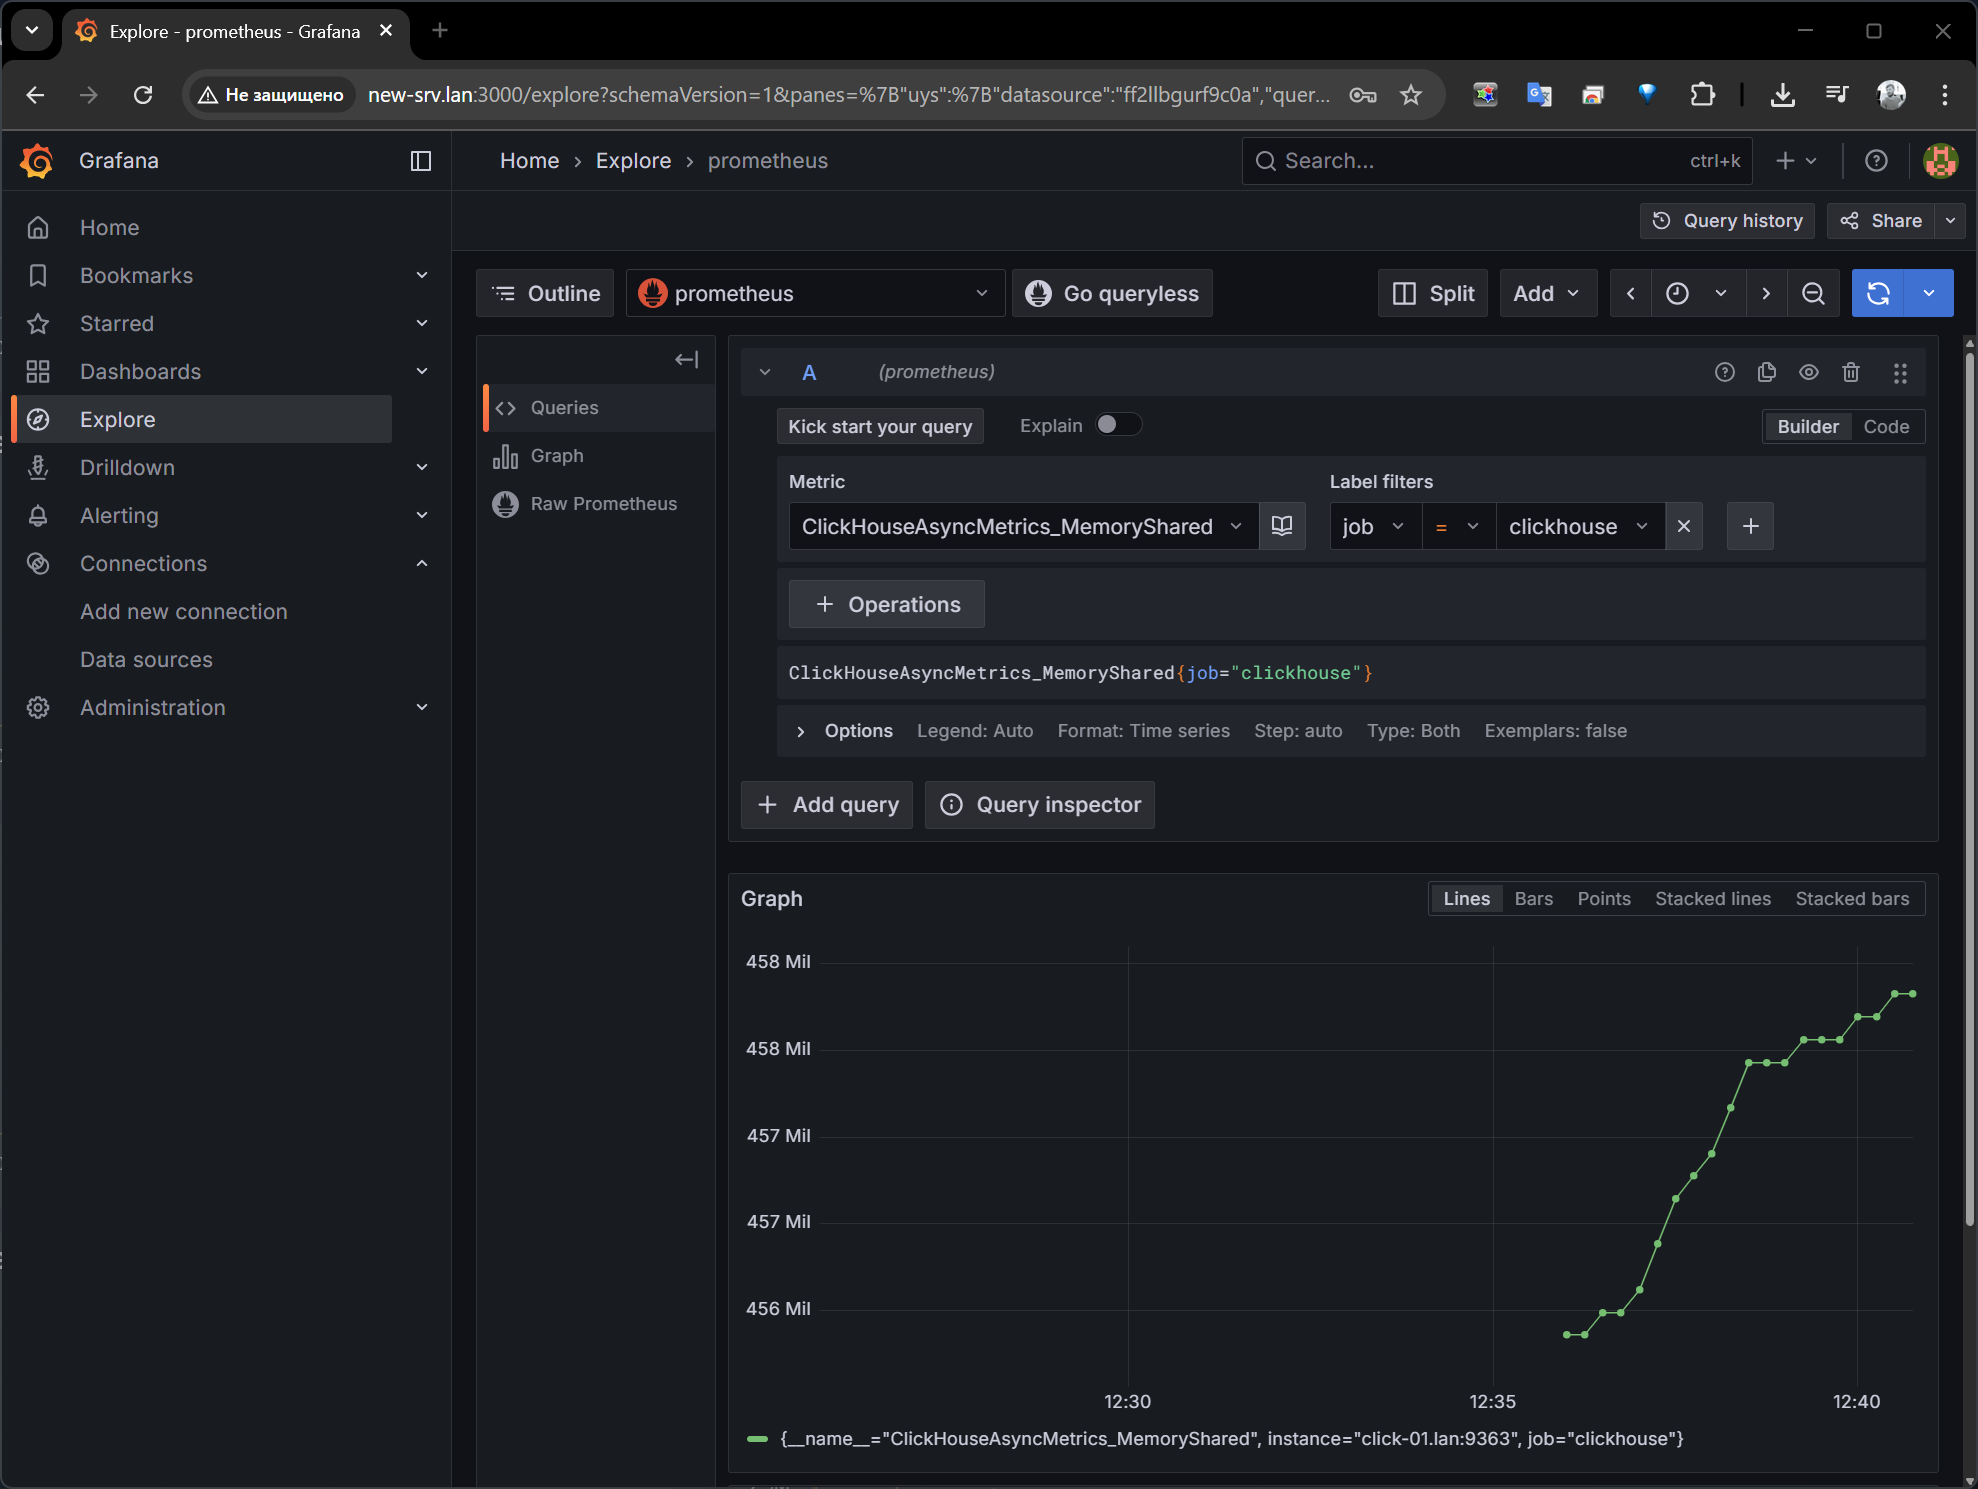 Explore - prometheus - Grafana
Не защищено new-srv.lan:3000/explore?schemaVersion=1&panes=%7B"uys":%7B"datasource":"ff2llbgurf9c0a","quer...
Grafana
Home › Explore › prometheus
Search... ctrl+k
Query history Share
Home
Bookmarks
Starred
Dashboards
Explore
Drilldown
Alerting
Connections
Add new connection
Data sources
Administration
Outline prometheus Go queryless Split Add
Queries
Graph
Raw Prometheus
A (prometheus)
Kick start your query Explain Builder Code
Metric Label filters
ClickHouseAsyncMetrics_MemoryShared job = clickhouse
+ Operations
ClickHouseAsyncMetrics_MemoryShared{job="clickhouse"}
Options Legend: Auto Format: Time series Step: auto Type: Both Exemplars: false
+ Add query Query inspector
Graph Lines Bars Points Stacked lines Stacked bars
458 Mil
458 Mil
457 Mil
457 Mil
456 Mil
12:30 12:35 12:40
{__name__="ClickHouseAsyncMetrics_MemoryShared", instance="click-01.lan:9363", job="clickhouse"}